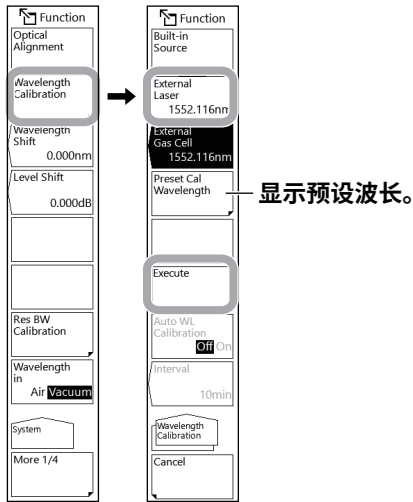 Function
Optical
Alignment
Wavelength
Calibration
Wavelength
Shift
0.000nm
Level Shift
0.000dB
Res BW
Calibration
Wavelength
in
Air Vacuum
System
More 1/4
Function
Built-in
Source
External
Laser
1552.116nm
External
Gas Cell
1552.116nm
Preset Cal
Wavelength
显示预设波长。
Execute
Auto WL
Calibration
Off On
Interval
10min
Wavelength
Calibration
Cancel